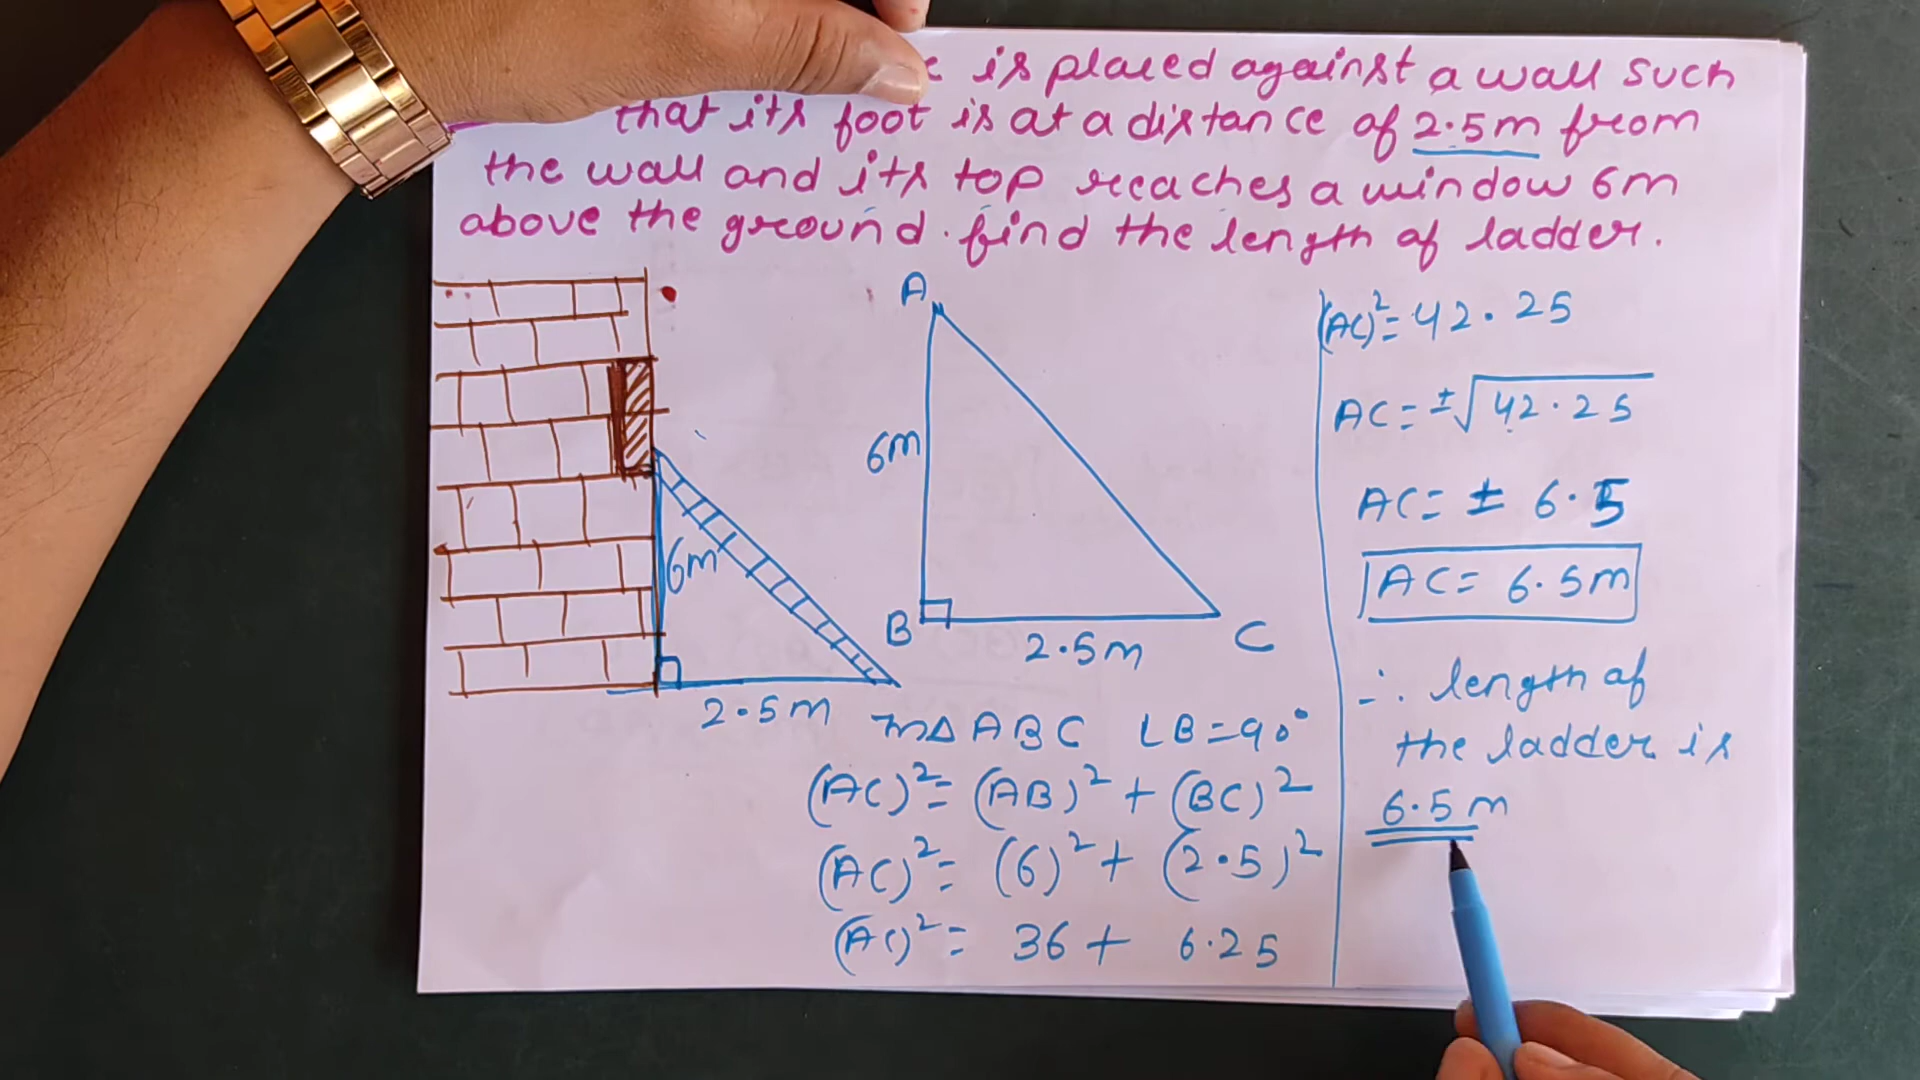 is placed against a wall such
that its foot is at a distance of 2.5m from
the wall and its top reaches a window 6m
above the ground. find the length of ladder.
6m
2.5m
A
6m
B
2.5m
C
In △ ABC ∟B = 90°
(AC)² = (AB)² + (BC)²
(AC)² = (6)² + (2.5)²
(AC)² = 36 + 6.25
(AC)² = 42.25
AC = ±√42.25
AC = ± 6.5
AC = 6.5m
∴ length of
the ladder is
6.5 m